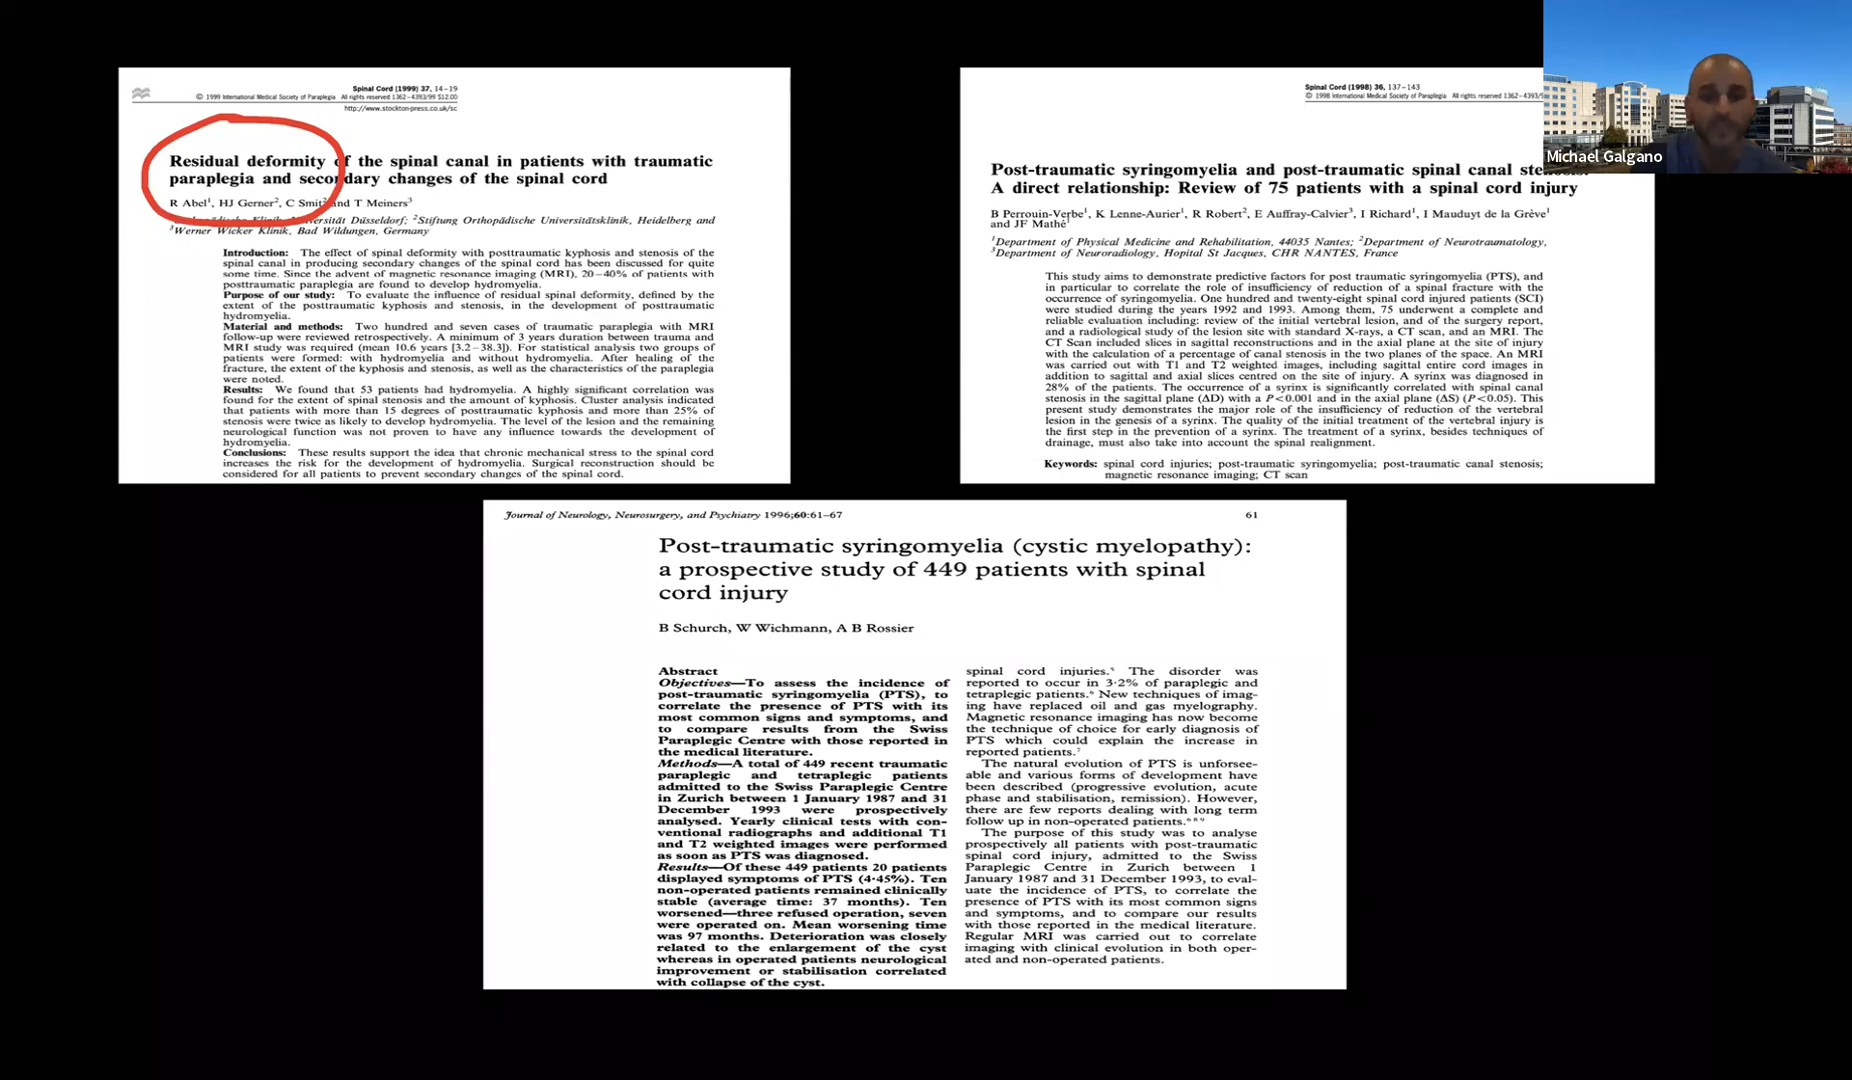 Spinal Cord (1999) 37, 14–19
© 1999 International Medical Society of Paraplegia All rights reserved 1362–4393/99 $12.00
http://www.stockton-press.co.uk/sc
Residual deformity of the spinal canal in patients with traumatic
paraplegia and secondary changes of the spinal cord
R Abel¹, HJ Gerner², C Smit² and T Meiners³
Klinik, Universität Düsseldorf; ²Stiftung Orthopädische Universitätsklinik, Heidelberg and
³Werner Wicker Klinik, Bad Wildungen, Germany
Introduction: The effect of spinal deformity with posttraumatic kyphosis and stenosis of the
spinal canal in producing secondary changes of the spinal cord has been discussed for quite
some time. Since the advent of magnetic resonance imaging (MRI), 20–40% of patients with
posttraumatic paraplegia are found to develop hydromyelia.
Purpose of our study: To evaluate the influence of residual spinal deformity, defined by the
extent of the posttraumatic kyphosis and stenosis, in the development of posttraumatic
hydromyelia.
Material and methods: Two hundred and seven cases of traumatic paraplegia with MRI
follow-up were reviewed retrospectively. A minimum of 3 years duration between trauma and
MRI study was required (mean 10.6 years [3.2–38.3]). For statistical analysis two groups of
patients were formed: with hydromyelia and without hydromyelia. After healing of the
fracture, the extent of the kyphosis and stenosis, as well as the characteristics of the paraplegia
were noted.
Results: We found that 53 patients had hydromyelia. A highly significant correlation was
found for the extent of spinal stenosis and the amount of kyphosis. Cluster analysis indicated
that patients with more than 15 degrees of posttraumatic kyphosis and more than 25% of
stenosis were twice as likely to develop hydromyelia. The level of the lesion and the remaining
neurological function was not proven to have any influence towards the development of
hydromyelia.
Conclusions: These results support the idea that chronic mechanical stress to the spinal cord
increases the risk for the development of hydromyelia. Surgical reconstruction should be
considered for all patients to prevent secondary changes of the spinal cord.
Spinal Cord (1998) 36, 137–143
© 1998 International Medical Society of Paraplegia All rights reserved 1362–4393/
Post-traumatic syringomyelia and post-traumatic spinal canal
A direct relationship: Review of 75 patients with a spinal cord injury
B Perrouin-Verbe¹, K Lenne-Aurier¹, R Robert², E Auffray-Calvier³, I Richard¹, I Mauduyt de la Grève¹
and JF Mathé¹
¹Department of Physical Medicine and Rehabilitation, 44035 Nantes; ²Department of Neurotraumatology,
³Department of Neuroradiology, Hopital St Jacques, CHR NANTES, France
This study aims to demonstrate predictive factors for post traumatic syringomyelia (PTS), and
in particular to correlate the role of insufficiency of reduction of a spinal fracture with the
occurrence of syringomyelia. One hundred and twenty-eight spinal cord injured patients (SCI)
were studied during the years 1992 and 1993. Among them, 75 underwent a complete and
reliable evaluation including: review of the initial vertebral lesion, and of the surgery report,
and a radiological study of the lesion site with standard X-rays, a CT scan, and an MRI. The
CT Scan included slices in sagittal reconstructions and in the axial plane at the site of injury
with the calculation of a percentage of canal stenosis in the two planes of the space. An MRI
was carried out with T1 and T2 weighted images, including sagittal entire cord images in
addition to sagittal and axial slices centred on the site of injury. A syrinx was diagnosed in
28% of the patients. The occurrence of a syrinx is significantly correlated with spinal canal
stenosis in the sagittal plane (ΔD) with a P<0.001 and in the axial plane (ΔS) (P<0.05). This
present study demonstrates the major role of the insufficiency of reduction of the vertebral
lesion in the genesis of a syrinx. The quality of the initial treatment of the vertebral injury is
the first step in the prevention of a syrinx. The treatment of a syrinx, besides techniques of
drainage, must also take into account the spinal realignment.
Keywords: spinal cord injuries; post-traumatic syringomyelia; post-traumatic canal stenosis;
magnetic resonance imaging; CT scan
Michael Galgano
Journal of Neurology, Neurosurgery, and Psychiatry 1996;60:61–67
61
Post-traumatic syringomyelia (cystic myelopathy):
a prospective study of 449 patients with spinal
cord injury
B Schurch, W Wichmann, A B Rossier
Abstract
Objectives—To assess the incidence of
post-traumatic syringomyelia (PTS), to
correlate the presence of PTS with its
most common signs and symptoms, and
to compare results from the Swiss
Paraplegic Centre with those reported in
the medical literature.
Methods—A total of 449 recent traumatic
paraplegic and tetraplegic patients
admitted to the Swiss Paraplegic Centre
in Zurich between 1 January 1987 and 31
December 1993 were prospectively
analysed. Yearly clinical tests with con-
ventional radiographs and additional T1
and T2 weighted images were performed
as soon as PTS was diagnosed.
Results—Of these 449 patients 20 patients
displayed symptoms of PTS (4·45%). Ten
non-operated patients remained clinically
stable (average time: 37 months). Ten
worsened—three refused operation, seven
were operated on. Mean worsening time
was 97 months. Deterioration was closely
related to the enlargement of the cyst
whereas in operated patients neurological
improvement or stabilisation correlated
with collapse of the cyst.
spinal cord injuries.⁵ The disorder was
reported to occur in 3·2% of paraplegic and
tetraplegic patients.⁶ New techniques of imag-
ing have replaced oil and gas myelography.
Magnetic resonance imaging has now become
the technique of choice for early diagnosis of
PTS which could explain the increase in
reported patients.⁷
The natural evolution of PTS is unforsee-
able and various forms of development have
been described (progressive evolution, acute
phase and stabilisation, remission). However,
there are few reports dealing with long term
follow up in non-operated patients.⁶ ⁸ ⁹
The purpose of this study was to analyse
prospectively all patients with post-traumatic
spinal cord injury, admitted to the Swiss
Paraplegic Centre in Zurich between 1
January 1987 and 31 December 1993, to eval-
uate the incidence of PTS, to correlate the
presence of PTS with its most common signs
and symptoms, and to compare our results
with those reported in the medical literature.
Regular MRI was carried out to correlate
imaging with clinical evolution in both oper-
ated and non-operated patients.